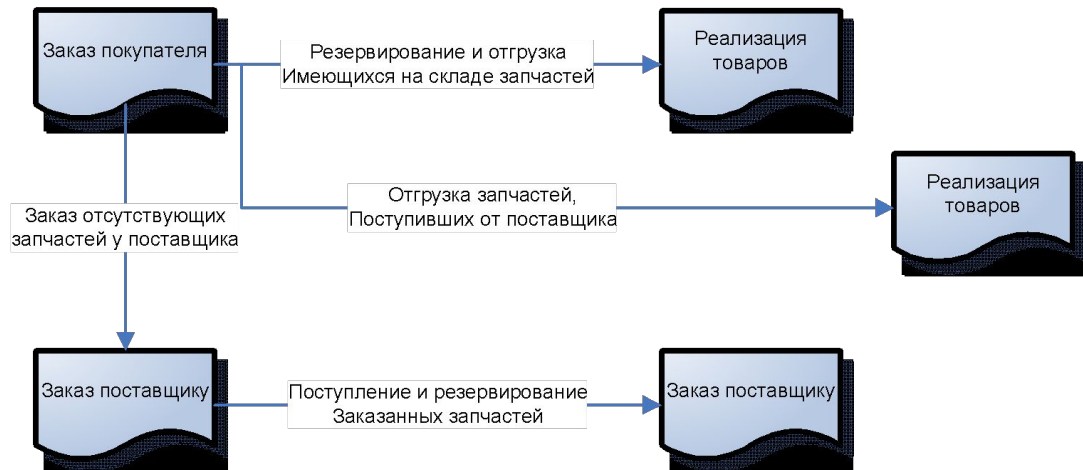 Заказ покупателя
Резервирование и отгрузка
Имеющихся на складе запчастей
Реализация
товаров
Отгрузка запчастей,
Поступивших от поставщика
Реализация
товаров
Заказ отсутствующих
запчастей у поставщика
Заказ поставщику
Поступление и резервирование
Заказанных запчастей
Заказ поставщику